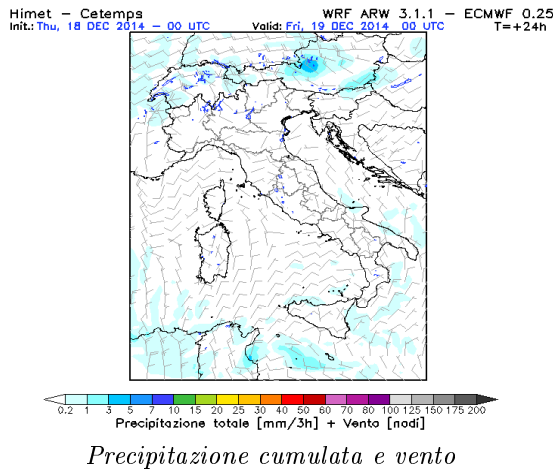 Himet – Cetemps WRF ARW 3.1.1 – ECMWF 0.25
Init.: Thu, 18 DEC 2014 – 00 UTC Valid: Fri, 19 DEC 2014 00 UTC T=+24h
0.2 1 3 5 7 10 15 20 25 30 40 50 60 70 80 100 125 150 175 200
Precipitazione totale [mm/3h] + Vento [nodi]
Precipitazione cumulata e vento